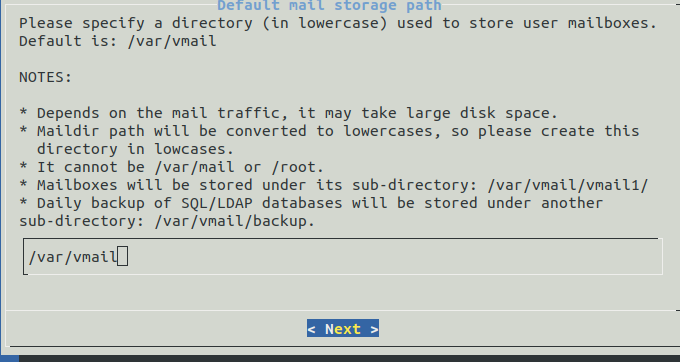 Default mail storage path
Please specify a directory (in lowercase) used to store user mailboxes.
Default is: /var/vmail
NOTES:
* Depends on the mail traffic, it may take large disk space.
* Maildir path will be converted to lowercases, so please create this
directory in lowcases.
* It cannot be /var/mail or /root.
* Mailboxes will be stored under its sub-directory: /var/vmail/vmail1/
* Daily backup of SQL/LDAP databases will be stored under another
sub-directory: /var/vmail/backup.
/var/vmail
< Next >